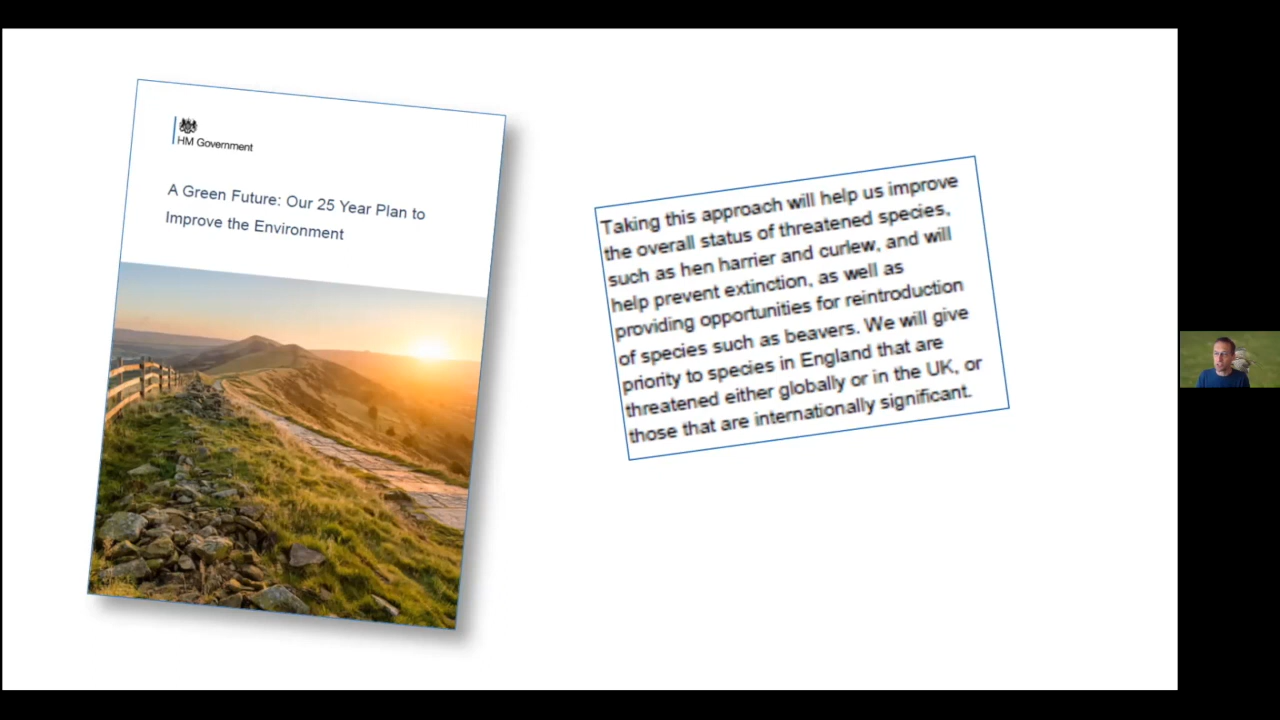 HM Government
A Green Future: Our 25 Year Plan to
Improve the Environment
Taking this approach will help us improve
the overall status of threatened species,
such as hen harrier and curlew, and will
help prevent extinction, as well as
providing opportunities for reintroduction
of species such as beavers. We will give
priority to species in England that are
threatened either globally or in the UK, or
those that are internationally significant.